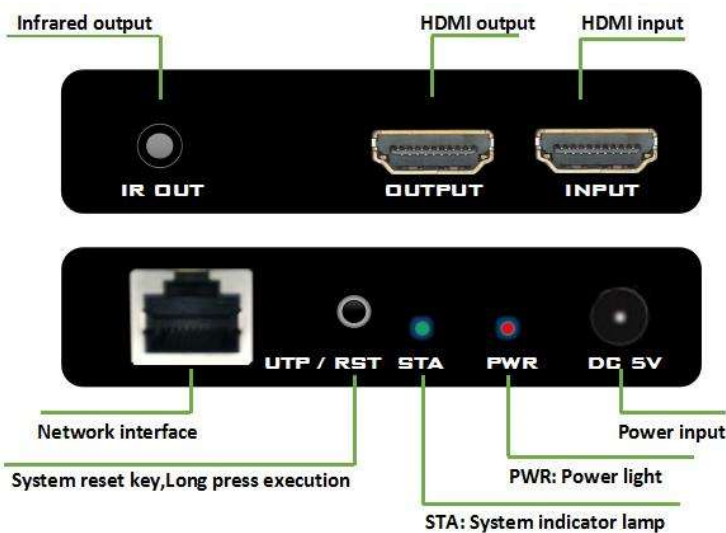 Infrared output
HDMI output
HDMI input
IR OUT
OUTPUT
INPUT
UTP / RST
STA
PWR
DC 5V
Network interface
Power input
System reset key,Long press execution
PWR: Power light
STA: System indicator lamp